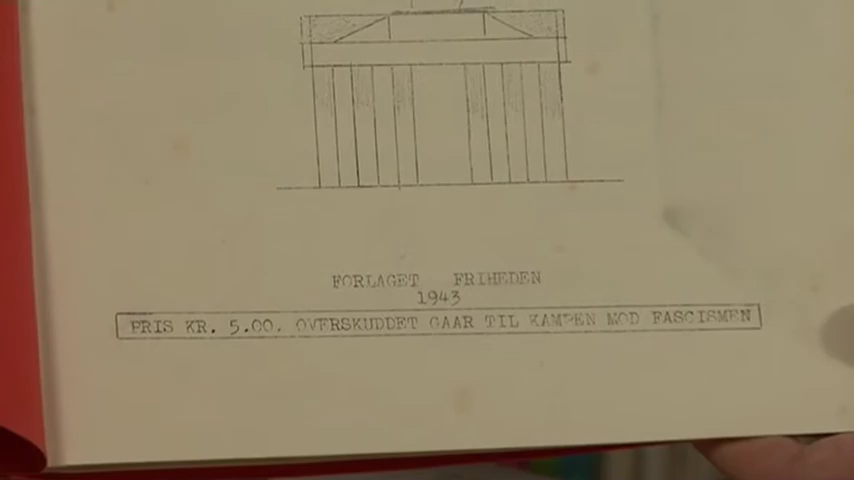 FORLAGET FRIHEDEN
1943
PRIS KR. 5.00. OVERSKUDDET GAAR TIL KAMPEN MOD FASCISMEN